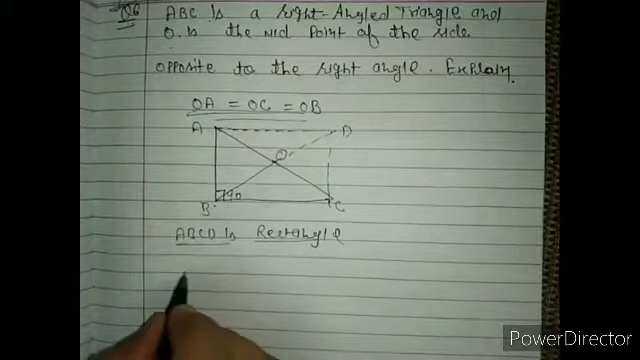 Q6 ABC is a right-Angled Triangle and
O is the Mid Point of the side
opposite to the right angle. Explain
OA = OC = OB
A D
O
90
B C
ABCD is Rectangle
PowerDirector